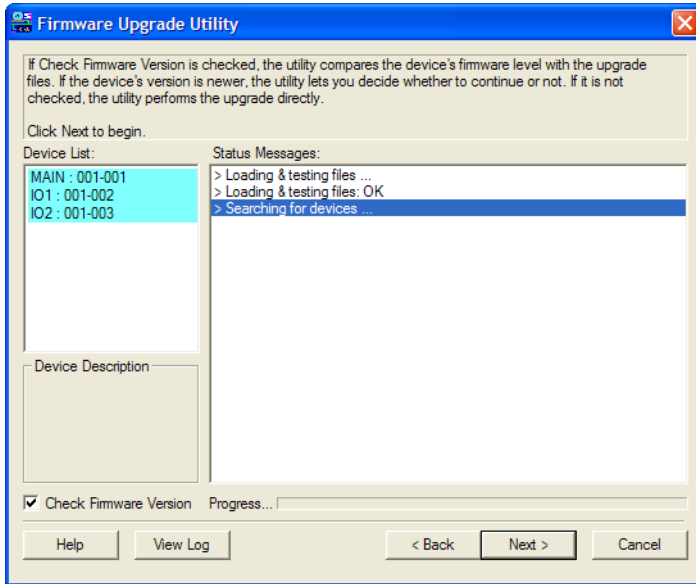 Firmware Upgrade Utility
If Check Firmware Version is checked, the utility compares the device's firmware level with the upgrade
files. If the device's version is newer, the utility lets you decide whether to continue or not. If it is not
checked, the utility performs the upgrade directly.
Click Next to begin.
Device List:
Status Messages:
MAIN : 001-001
IO1 : 001-002
IO2 : 001-003
> Loading & testing files ...
> Loading & testing files: OK
> Searching for devices ...
Device Description
Check Firmware Version
Progress...
Help
View Log
< Back
Next >
Cancel